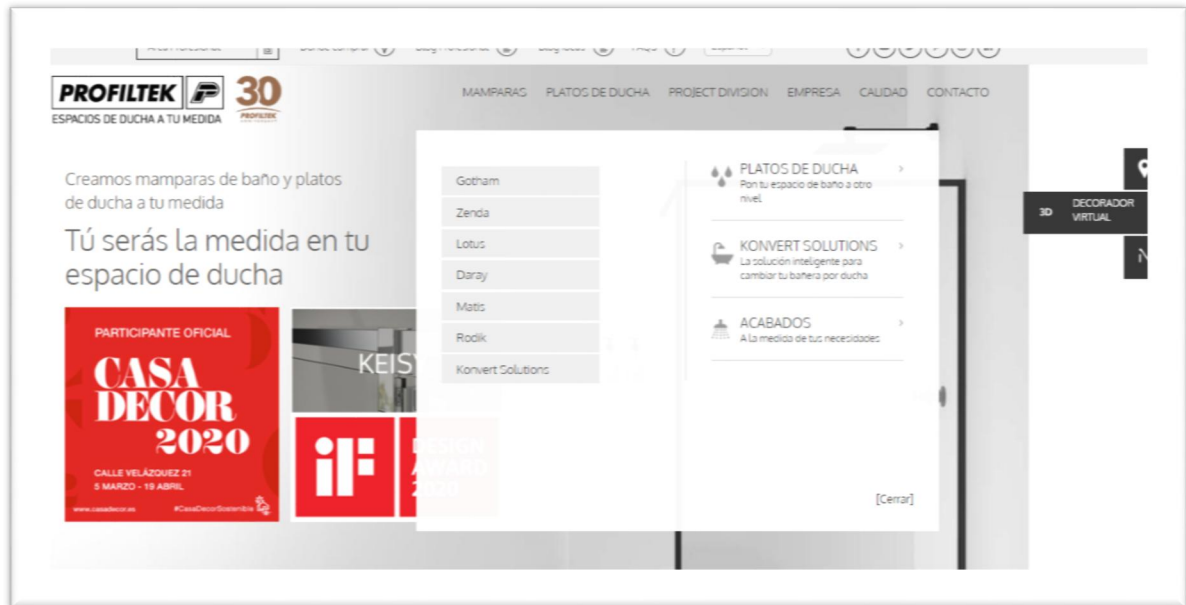 Español
PROFILTEK
ESPACIOS DE DUCHA A TU MEDIDA
30
PROFILTEK
MAMPARAS PLATOS DE DUCHA PROJECT DIVISION EMPRESA CALIDAD CONTACTO
Creamos mamparas de baño y platos
de ducha a tu medida
Tú serás la medida en tu
espacio de ducha
PARTICIPANTE OFICIAL
CASA
DECOR
2020
CALLE VELÁZQUEZ 21
5 MARZO - 19 ABRIL
www.casadecor.es #CasaDecorSostenible
KEISY
iF
DESIGN
AWARD
2020
Gotham
Zenda
Lotus
Daray
Matis
Rodik
Konvert Solutions
PLATOS DE DUCHA
Pon tu espacio de baño a otro
nivel
KONVERT SOLUTIONS
La solución inteligente para
cambiar tu bañera por ducha
ACABADOS
A la medida de tus necesidades
[Cerrar]
3D DECORADOR
VIRTUAL